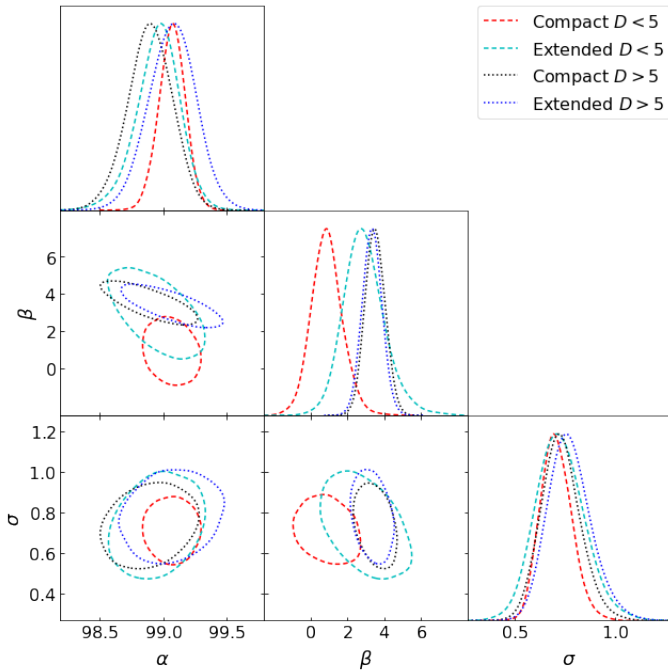 Compact D < 5
Extended D < 5
Compact D > 5
Extended D > 5
6
4
2
0
β
1.2
1.0
0.8
0.6
0.4
σ
98.5 99.0 99.5
0 2 4 6
0.5 1.0
α
β
σ